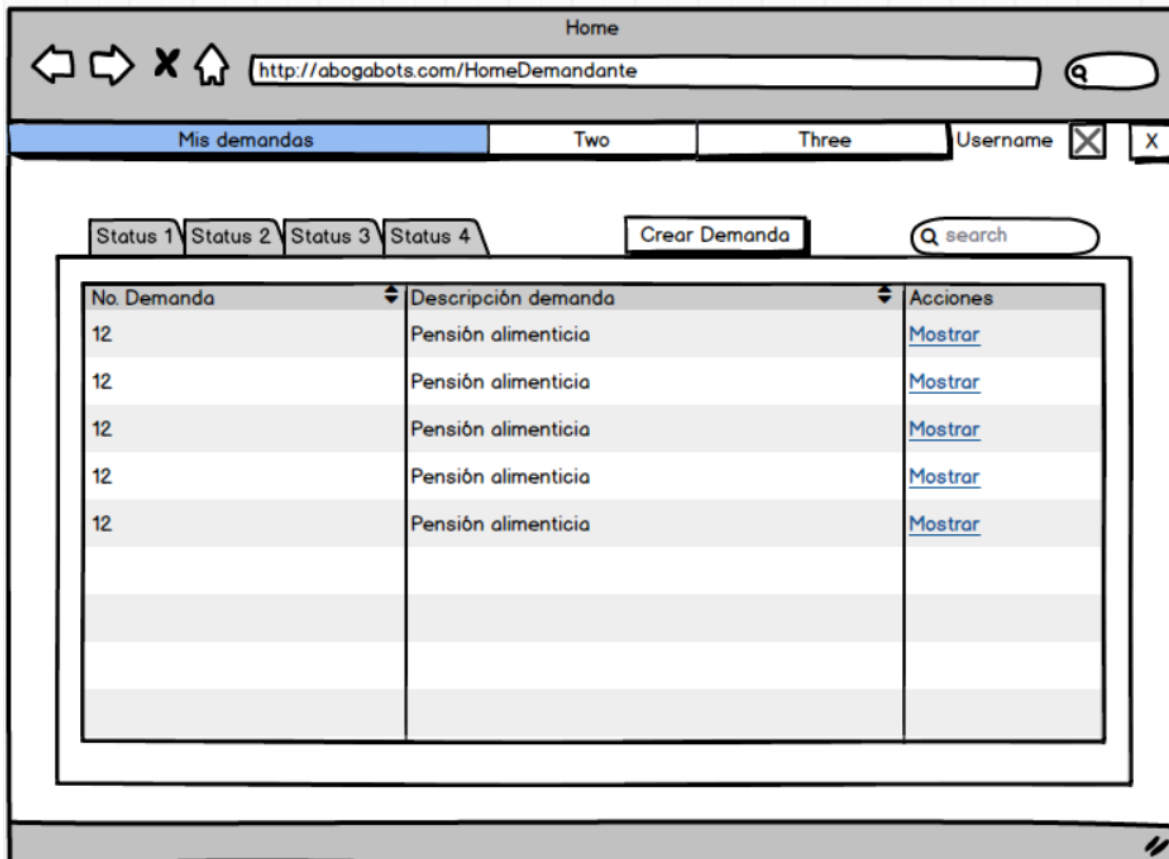 Home
http://abogabots.com/HomeDemandante
Mis demandas Two Three Username X
Status 1 Status 2 Status 3 Status 4 Crear Demanda search
No. Demanda Descripción demanda Acciones
12 Pensión alimenticia Mostrar
12 Pensión alimenticia Mostrar
12 Pensión alimenticia Mostrar
12 Pensión alimenticia Mostrar
12 Pensión alimenticia Mostrar